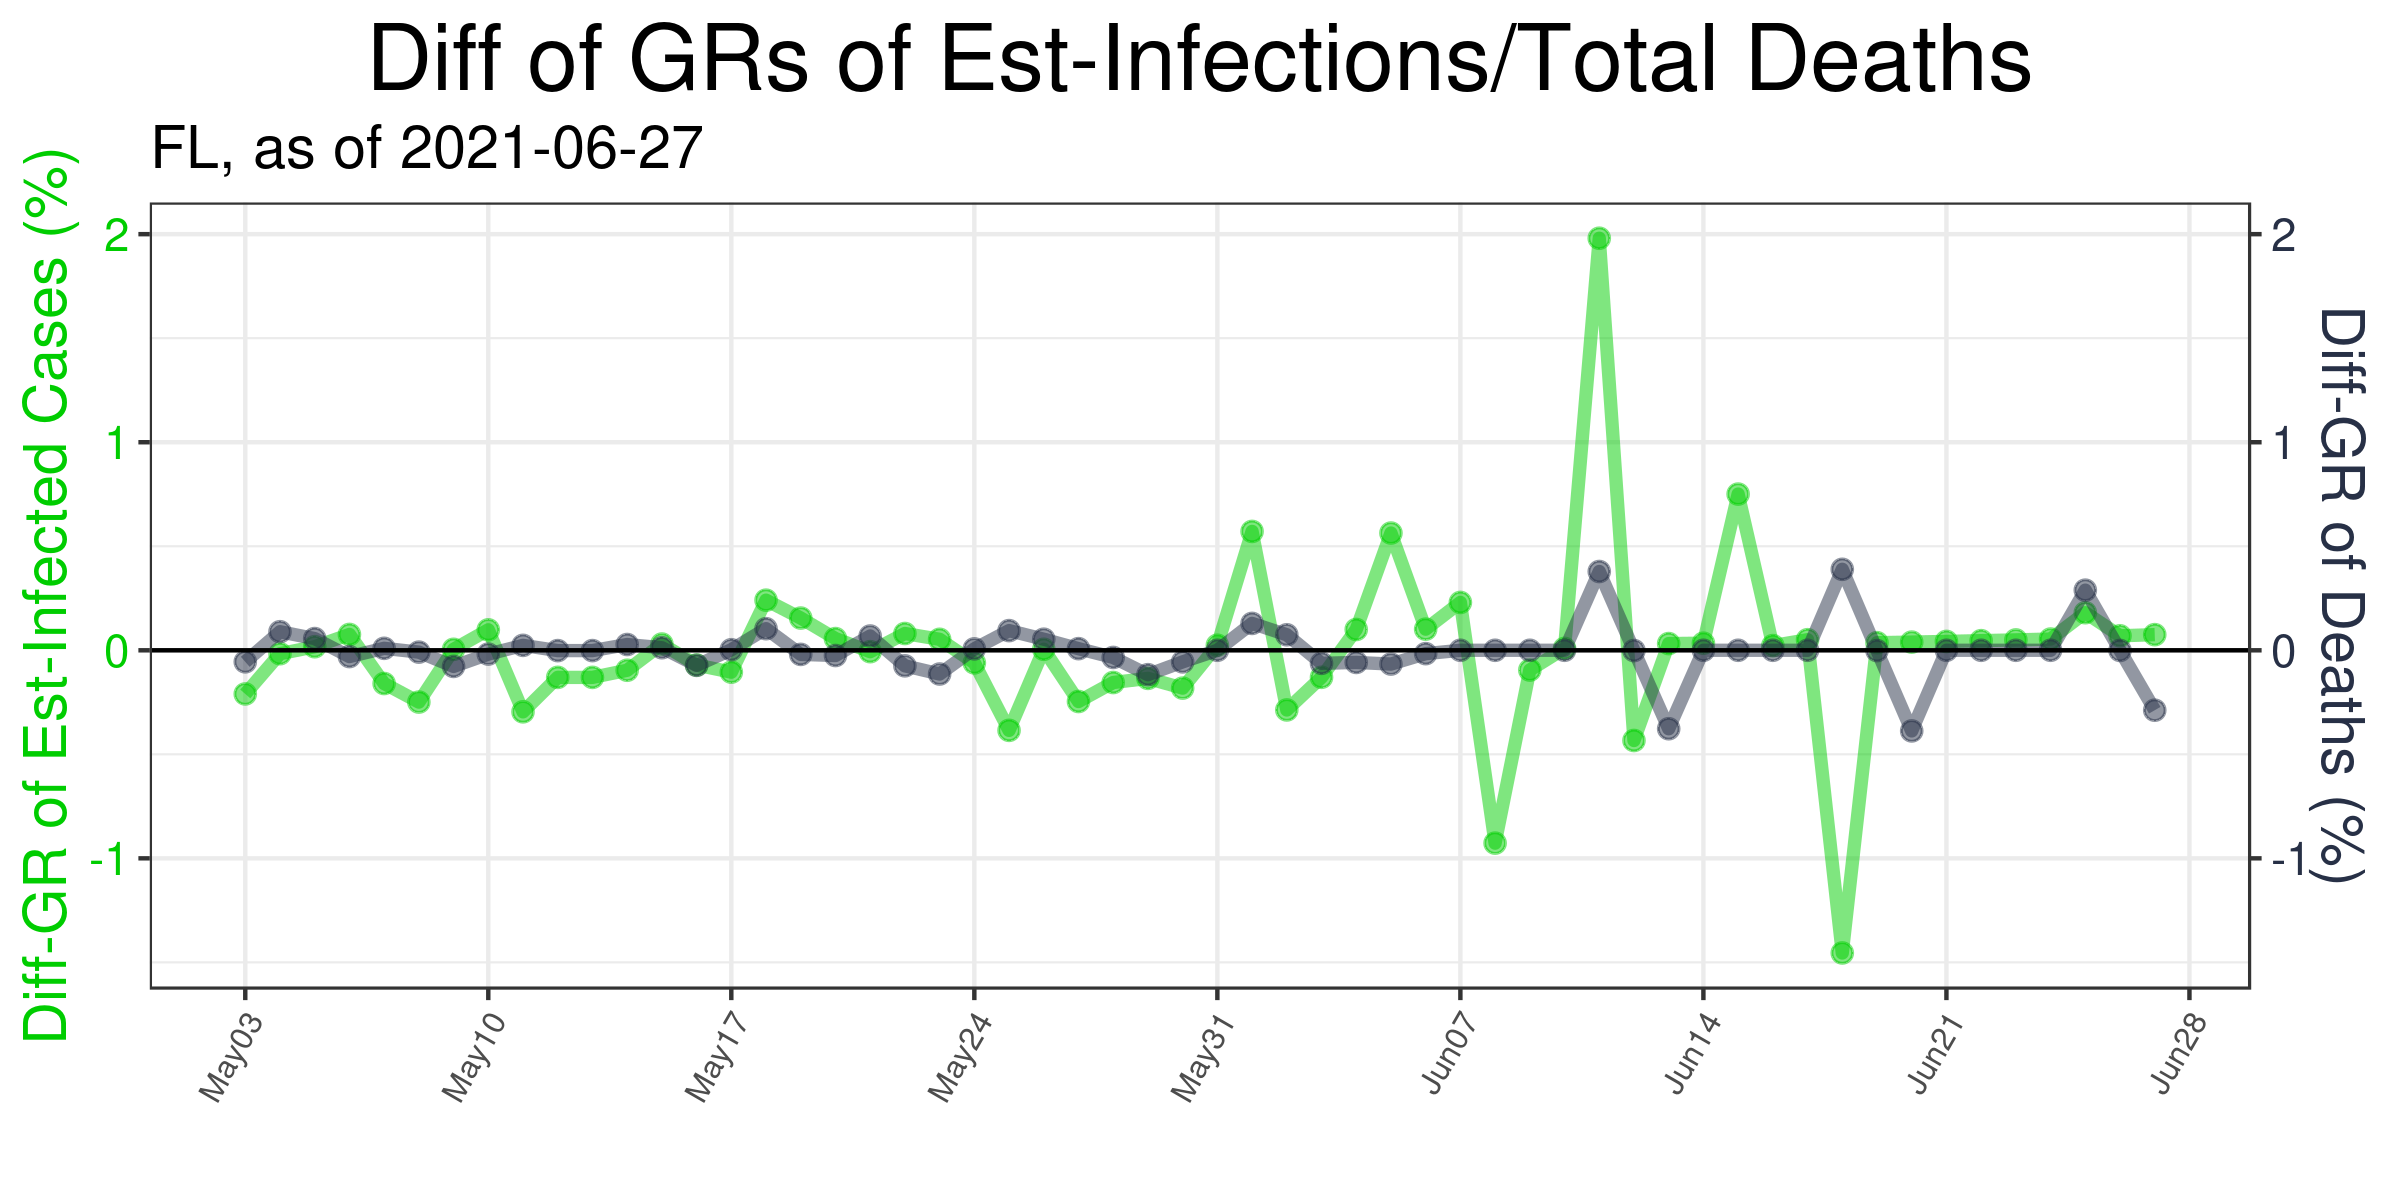 Diff of GRs of Est-Infections/Total Deaths
FL, as of 2021-06-27
Diff-GR of Est-Infected Cases (%)
2
1
0
-1
2
1
0
-1
Diff-GR of Deaths (%)
May03
May10
May17
May24
May31
Jun07
Jun14
Jun21
Jun28